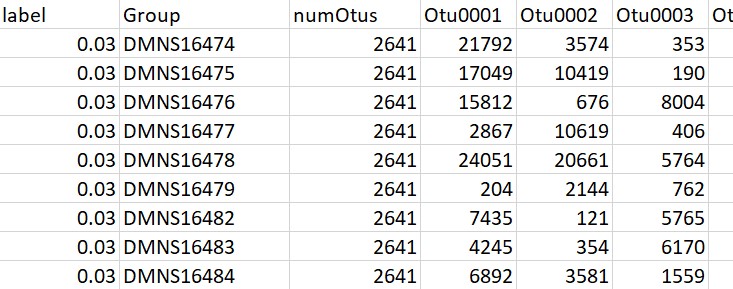 label Group numOtus Otu0001 Otu0002 Otu0003 Ot
0.03 DMNS16474 2641 21792 3574 353
0.03 DMNS16475 2641 17049 10419 190
0.03 DMNS16476 2641 15812 676 8004
0.03 DMNS16477 2641 2867 10619 406
0.03 DMNS16478 2641 24051 20661 5764
0.03 DMNS16479 2641 204 2144 762
0.03 DMNS16482 2641 7435 121 5765
0.03 DMNS16483 2641 4245 354 6170
0.03 DMNS16484 2641 6892 3581 1559